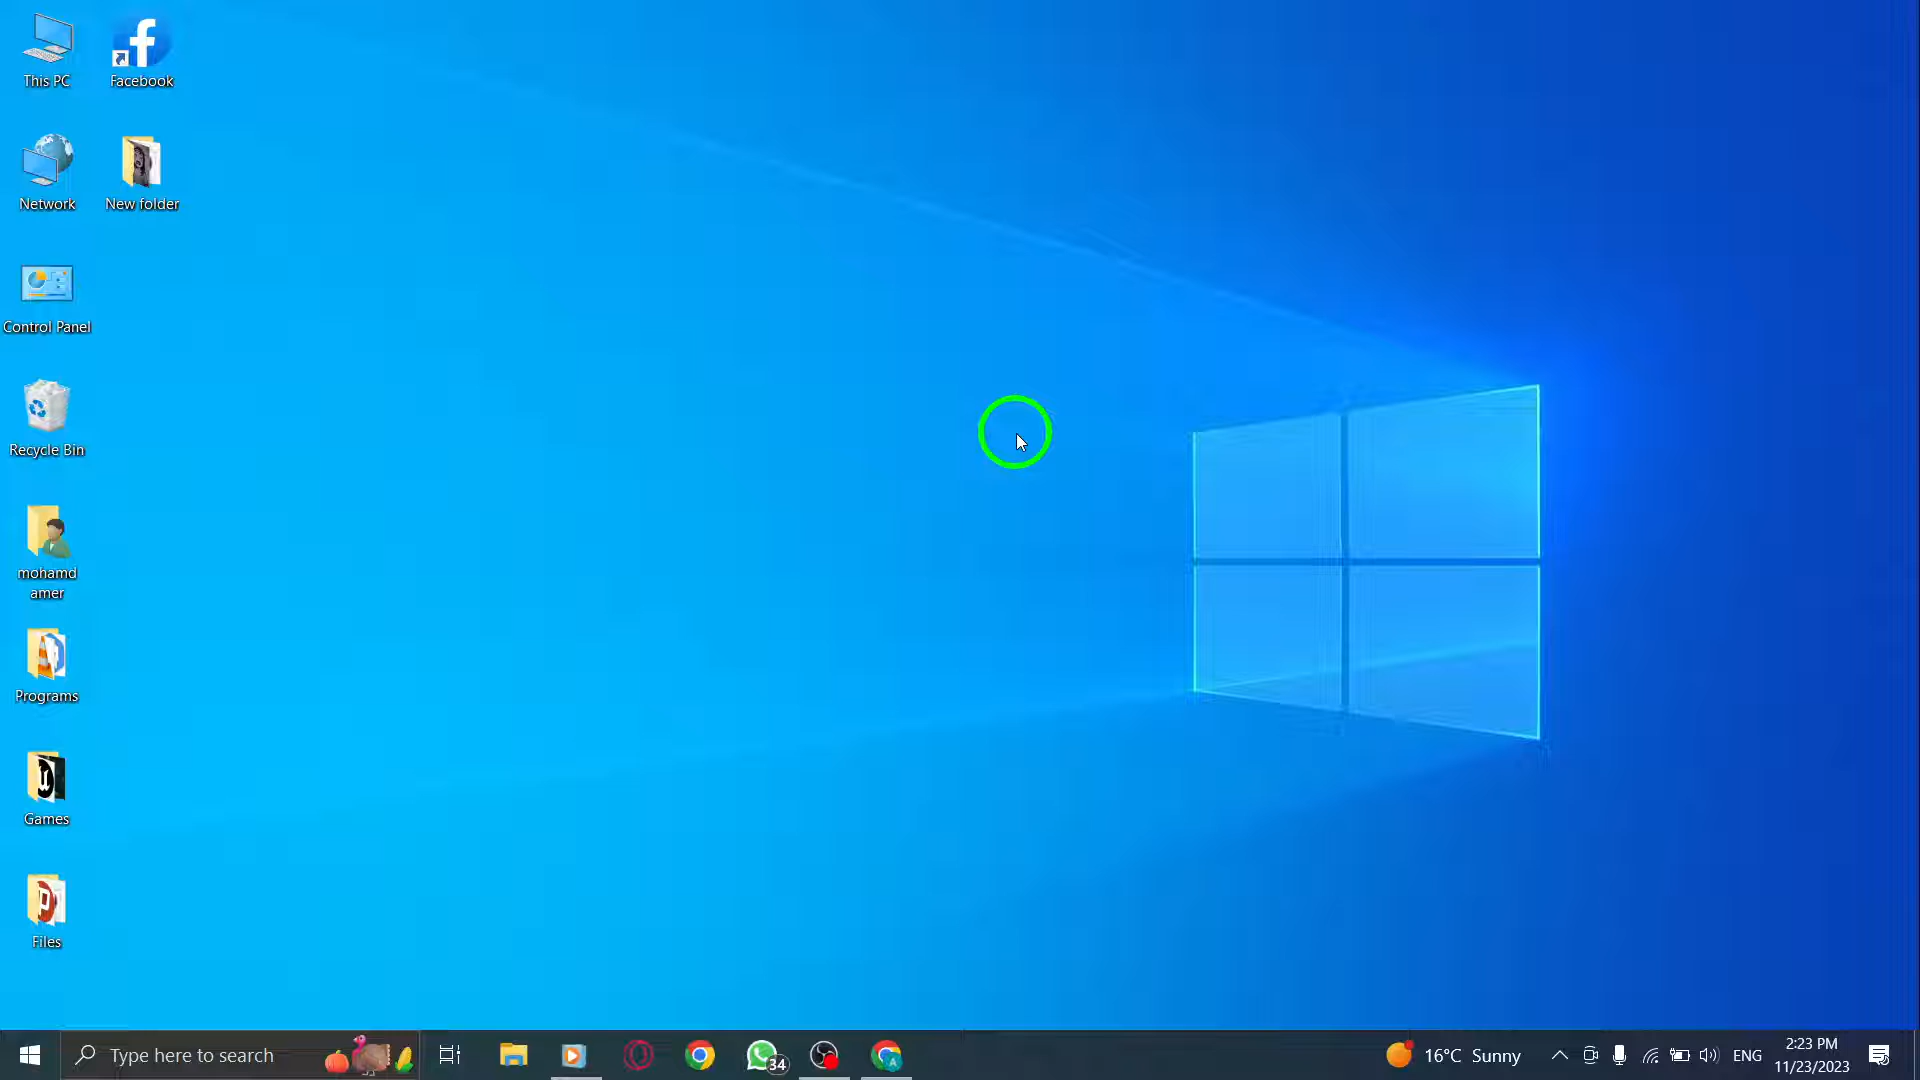 This PC
Facebook
Network
New folder
Control Panel
Recycle Bin
mohamd
amer
Programs
Games
Files
Type here to search
34
A
16°C Sunny
ENG
2:23 PM
11/23/2023